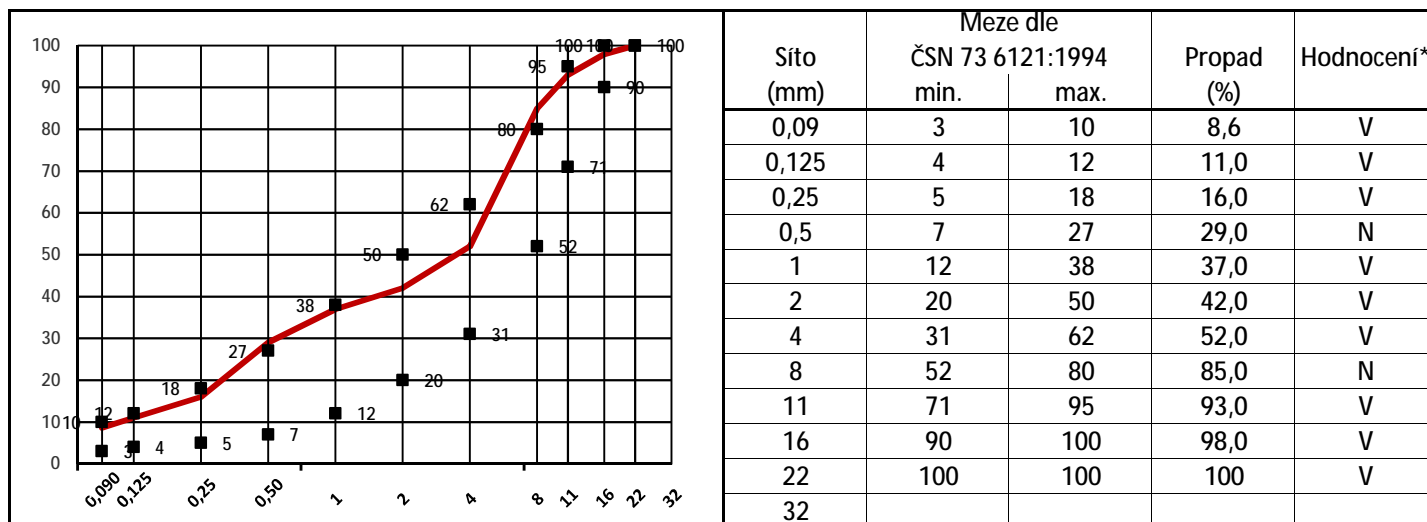 100
90
80
70
60
50
40
30
20
10
0
10 12 18 27 38 50 62 80 95 100 100 100
3 4 5 7 12 20 31 52 71 90
0,090 0,125 0,25 0,50 1 2 4 8 11 16 22 32
Meze dle
Síto ČSN 73 6121:1994 Propad Hodnocení*
(mm) min. max. (%)
0,09 3 10 8,6 V
0,125 4 12 11,0 V
0,25 5 18 16,0 V
0,5 7 27 29,0 N
1 12 38 37,0 V
2 20 50 42,0 V
4 31 62 52,0 V
8 52 80 85,0 N
11 71 95 93,0 V
16 90 100 98,0 V
22 100 100 100 V
32